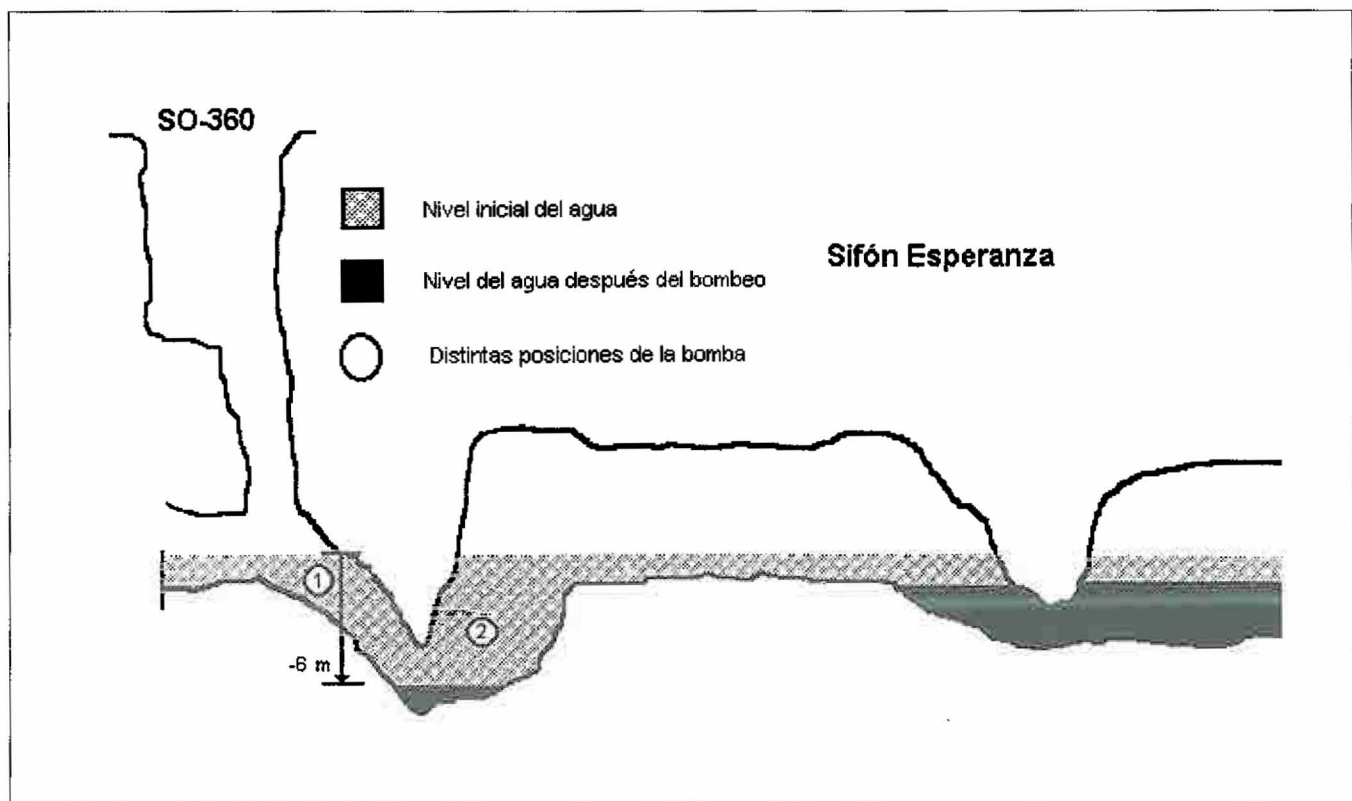 SO-360
Nivel inicial del agua
Sifón Esperanza
Nivel del agua después del bombeo
Distintas posiciones de la bomba
1
2
-6 m